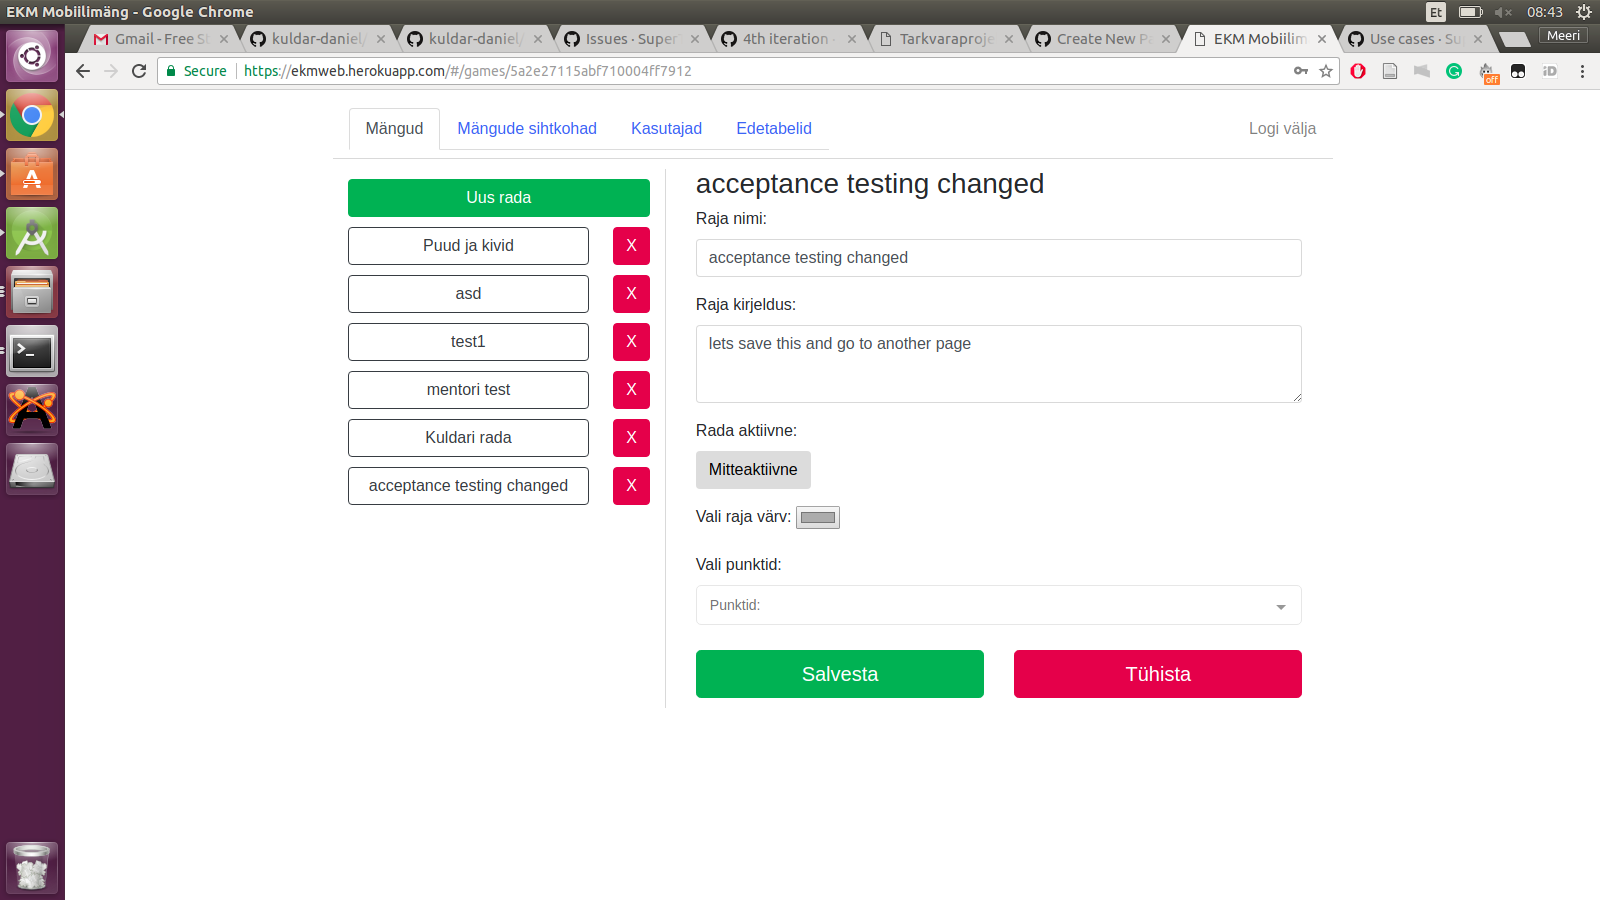 EKM Mobiilimäng - Google Chrome
Et
08:43
Gmail - Free St
kuldar-daniel/
kuldar-daniel/
Issues · Super
4th iteration
Tarkvaraproje
Create New Pa
EKM Mobiilim
Use cases · Su
Meeri
Secure
https://ekmweb.herokuapp.com/#/games/5a2e27115abf710004ff7912
off
iD
Mängud
Mängude sihtkohad
Kasutajad
Edetabelid
Logi välja
Uus rada
Puud ja kivid X
asd X
test1 X
mentori test X
Kuldari rada X
acceptance testing changed X
acceptance testing changed
Raja nimi:
acceptance testing changed
Raja kirjeldus:
lets save this and go to another page
Rada aktiivne:
Mitteaktiivne
Vali raja värv:
Vali punktid:
Punktid:
Salvesta
Tühista